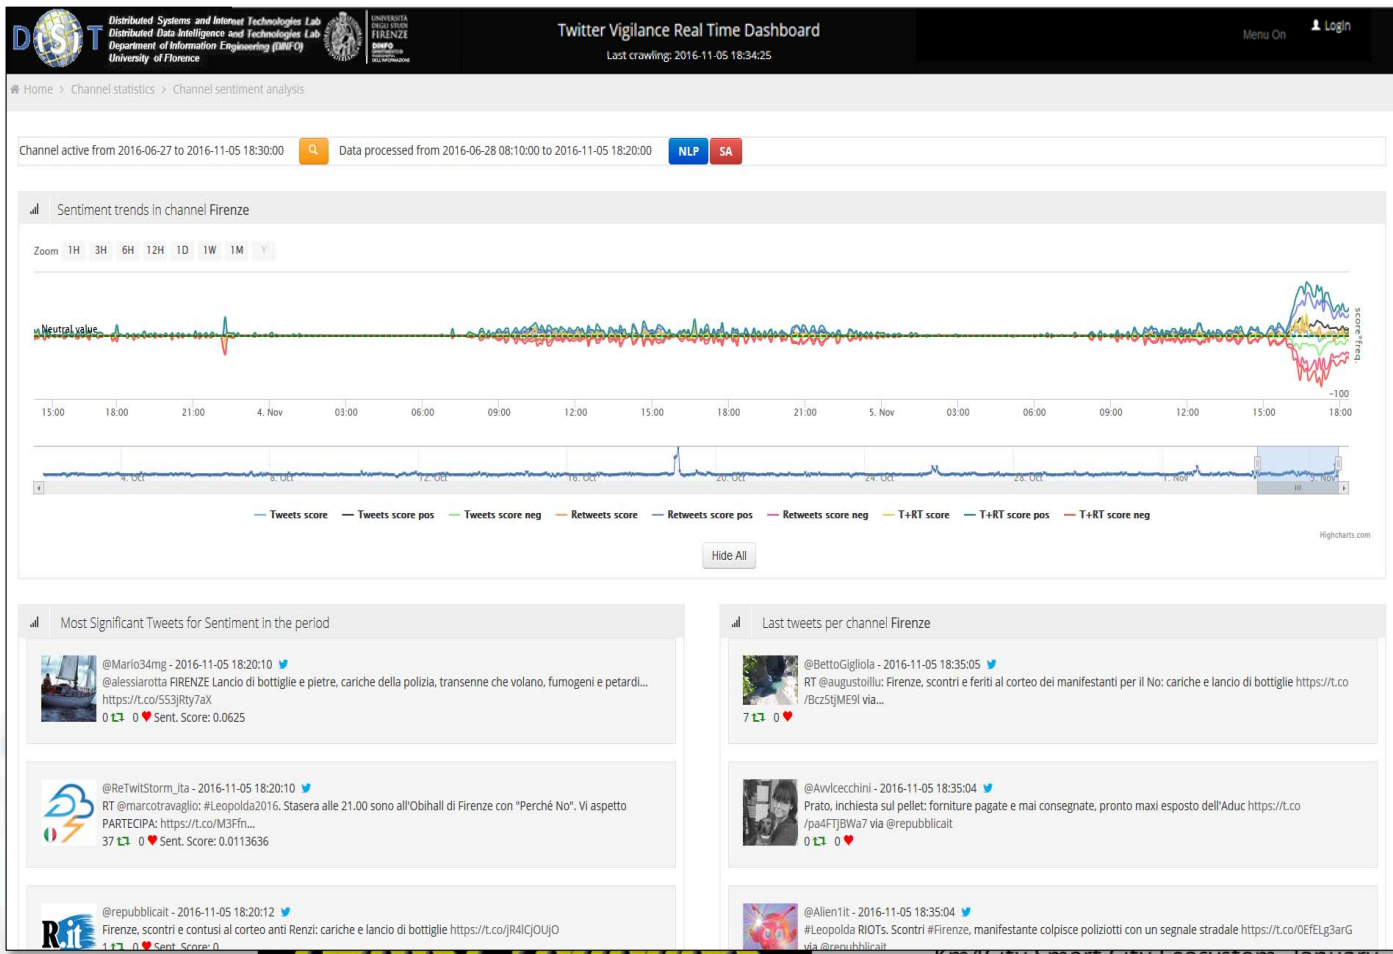 DISIT
Distributed Systems and Internet Technologies Lab
Distributed Data Intelligence and Technologies Lab
Department of Information Engineering (DINFO)
University of Florence
UNIVERSITÀ
DEGLI STUDI
FIRENZE
DINFO
Twitter Vigilance Real Time Dashboard
Last crawling: 2016-11-05 18:34:25
Menu On
Login
Home > Channel statistics > Channel sentiment analysis
Channel active from 2016-06-27 to 2016-11-05 18:30:00
Data processed from 2016-06-28 08:10:00 to 2016-11-05 18:20:00
NLP
SA
Sentiment trends in channel Firenze
Zoom 1H 3H 6H 12H 1D 1W 1M Y
Neutral value
score*freq.
-100
15:00 18:00 21:00 4. Nov 03:00 06:00 09:00 12:00 15:00 18:00 21:00 5. Nov 03:00 06:00 09:00 12:00 15:00 18:00
4. Oct 8. Oct 12. Oct 16. Oct 20. Oct 24. Oct 28. Oct 1. Nov 5. Nov
Tweets score Tweets score pos Tweets score neg Retweets score Retweets score pos Retweets score neg T+RT score T+RT score pos T+RT score neg
Highcharts.com
Hide All
Most Significant Tweets for Sentiment in the period
@Mario34mg - 2016-11-05 18:20:10
@alessiarotta FIRENZE Lancio di bottiglie e pietre, cariche della polizia, transenne che volano, fumogeni e petardi...
https://t.co/553jRty7aX
0 0 Sent. Score: 0.0625
@ReTwitStorm_ita - 2016-11-05 18:20:10
RT @marcotravaglio: #Leopolda2016. Stasera alle 21.00 sono all'Obihall di Firenze con "Perché No". Vi aspetto
PARTECIPA: https://t.co/M3Ffn...
37 0 Sent. Score: 0.0113636
R.it
@repubblicait - 2016-11-05 18:20:12
Firenze, scontri e contusi al corteo anti Renzi: cariche e lancio di bottiglie https://t.co/jR4lCjOUjO
1 0 Sent. Score: 0
Last tweets per channel Firenze
@BettoGigliola - 2016-11-05 18:35:05
RT @augustoillu: Firenze, scontri e feriti al corteo dei manifestanti per il No: cariche e lancio di bottiglie https://t.co
/Bcz5tjME9l via...
7 0
@Avvlcecchini - 2016-11-05 18:35:04
Prato, inchiesta sul pellet: forniture pagate e mai consegnate, pronto maxi esposto dell'Aduc https://t.co
/pa4FTJBWa7 via @repubblicait
0 0
@Alien1it - 2016-11-05 18:35:04
#Leopolda RIOTs. Scontri #Firenze, manifestante colpisce poliziotti con un segnale stradale https://t.co/0EfELg3arG
via @repubblicait